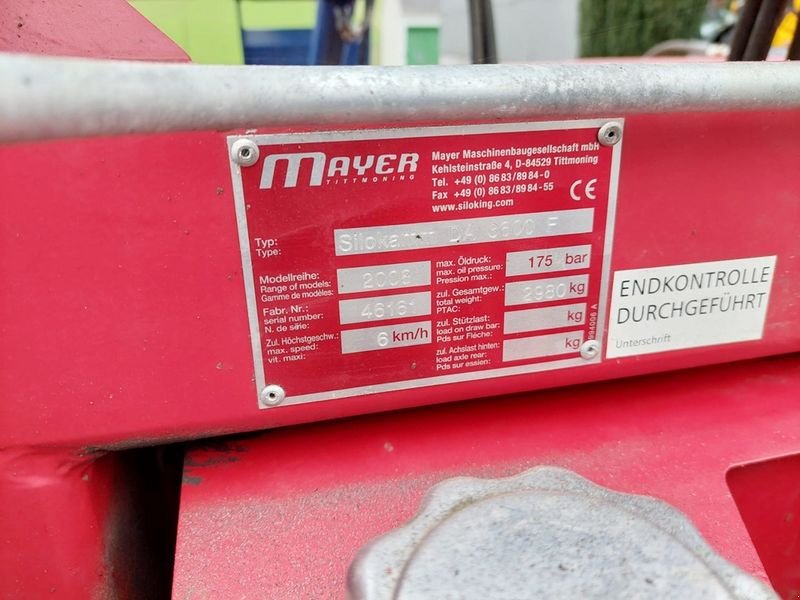 MAYER
TITTMONING
Mayer Maschinenbaugesellschaft mbH
Kehlsteinstraße 4, D-84529 Tittmoning
Tel. +49 (0) 86 83/89 84-0
Fax +49 (0) 86 83/89 84-55
www.siloking.com
CE
Typ:
Type:
Silokamm DA 3600 F
Modellreihe:
Range of models:
Gamme de modèles:
2008
Fabr. Nr.:
serial number:
N. de série:
46161
Zul. Höchstgeschw.:
max. speed:
vit. maxi:
6 km/h
max. Öldruck:
max. oil pressure:
Pression max.:
175 bar
zul. Gesamtgew.:
total weight:
PTAC:
2980 kg
zul. Stützlast:
load on draw bar:
Pds sur Flèche:
kg
zul. Achslast hinten:
load axle rear:
Pds sur essien:
kg
ENDKONTROLLE
DURCHGEFÜHRT
Unterschrift